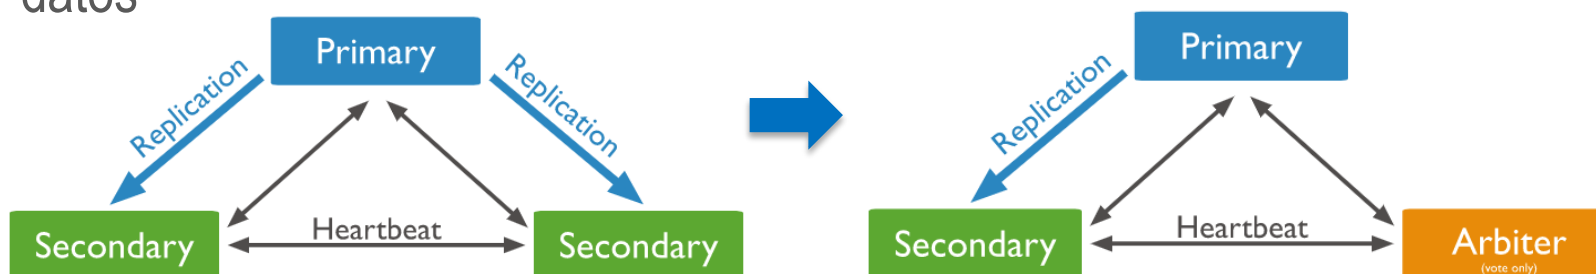 datos
Primary
Replication
Replication
Secondary
Heartbeat
Secondary
Primary
Replication
Secondary
Heartbeat
Arbiter
(vote only)